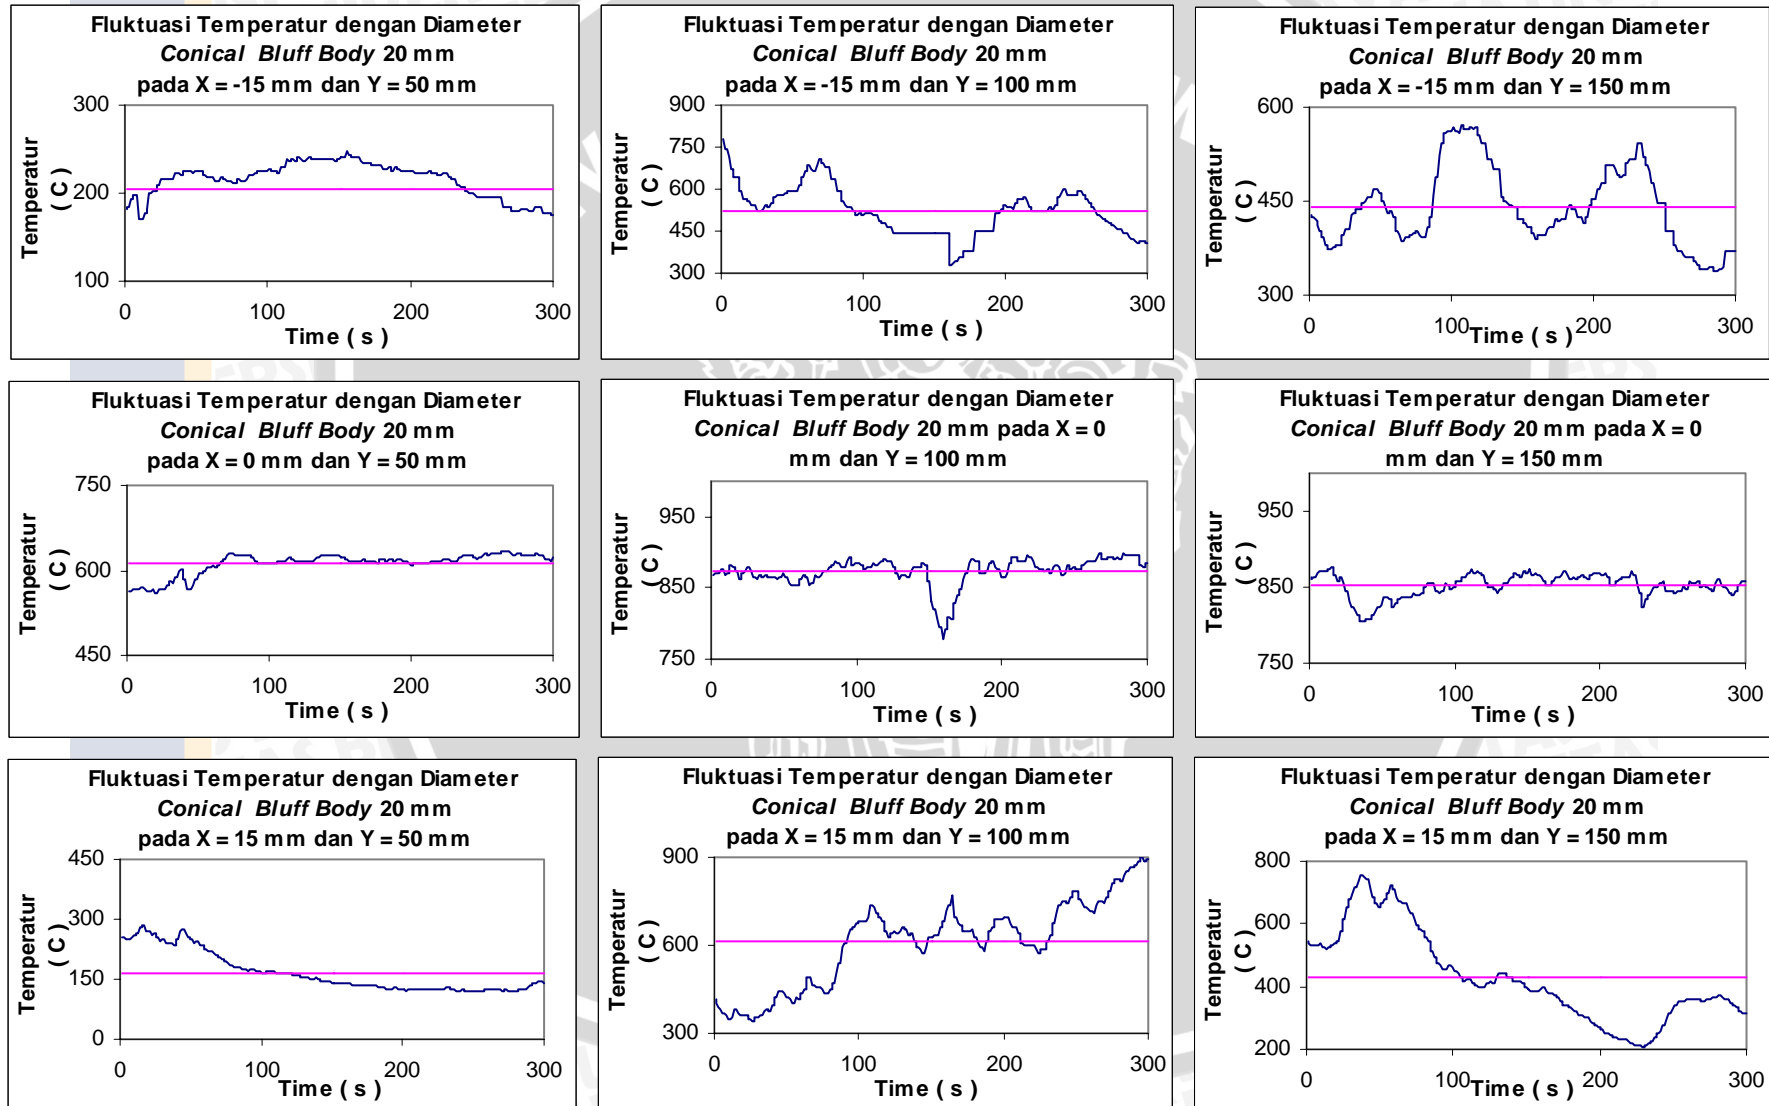 Fluktuasi Temperatur dengan Diameter
Conical Bluff Body 20 mm
pada X = -15 mm dan Y = 50 mm
300
200
100
Temperatur
( C )
0
100
200
300
Time ( s )
Fluktuasi Temperatur dengan Diameter
Conical Bluff Body 20 mm
pada X = -15 mm dan Y = 100 mm
900
750
600
450
300
Temperatur
( C )
0
100
200
300
Time ( s )
Fluktuasi Temperatur dengan Diameter
Conical Bluff Body 20 mm
pada X = -15 mm dan Y = 150 mm
600
450
300
Temperatur
( C )
0
100
200
300
Time ( s )
Fluktuasi Temperatur dengan Diameter
Conical Bluff Body 20 mm
pada X = 0 mm dan Y = 50 mm
750
600
450
Temperatur
( C )
0
100
200
300
Time ( s )
Fluktuasi Temperatur dengan Diameter
Conical Bluff Body 20 mm pada X = 0
mm dan Y = 100 mm
950
850
750
Temperatur
( C )
0
100
200
300
Time ( s )
Fluktuasi Temperatur dengan Diameter
Conical Bluff Body 20 mm pada X = 0
mm dan Y = 150 mm
950
850
750
Temperatur
( C )
0
100
200
300
Time ( s )
Fluktuasi Temperatur dengan Diameter
Conical Bluff Body 20 mm
pada X = 15 mm dan Y = 50 mm
450
300
150
0
Temperatur
( C )
0
100
200
300
Time ( s )
Fluktuasi Temperatur dengan Diameter
Conical Bluff Body 20 mm
pada X = 15 mm dan Y = 100 mm
900
600
300
Temperatur
( C )
0
100
200
300
Time ( s )
Fluktuasi Temperatur dengan Diameter
Conical Bluff Body 20 mm
pada X = 15 mm dan Y = 150 mm
800
600
400
200
Temperatur
( C )
0
100
200
300
Time ( s )